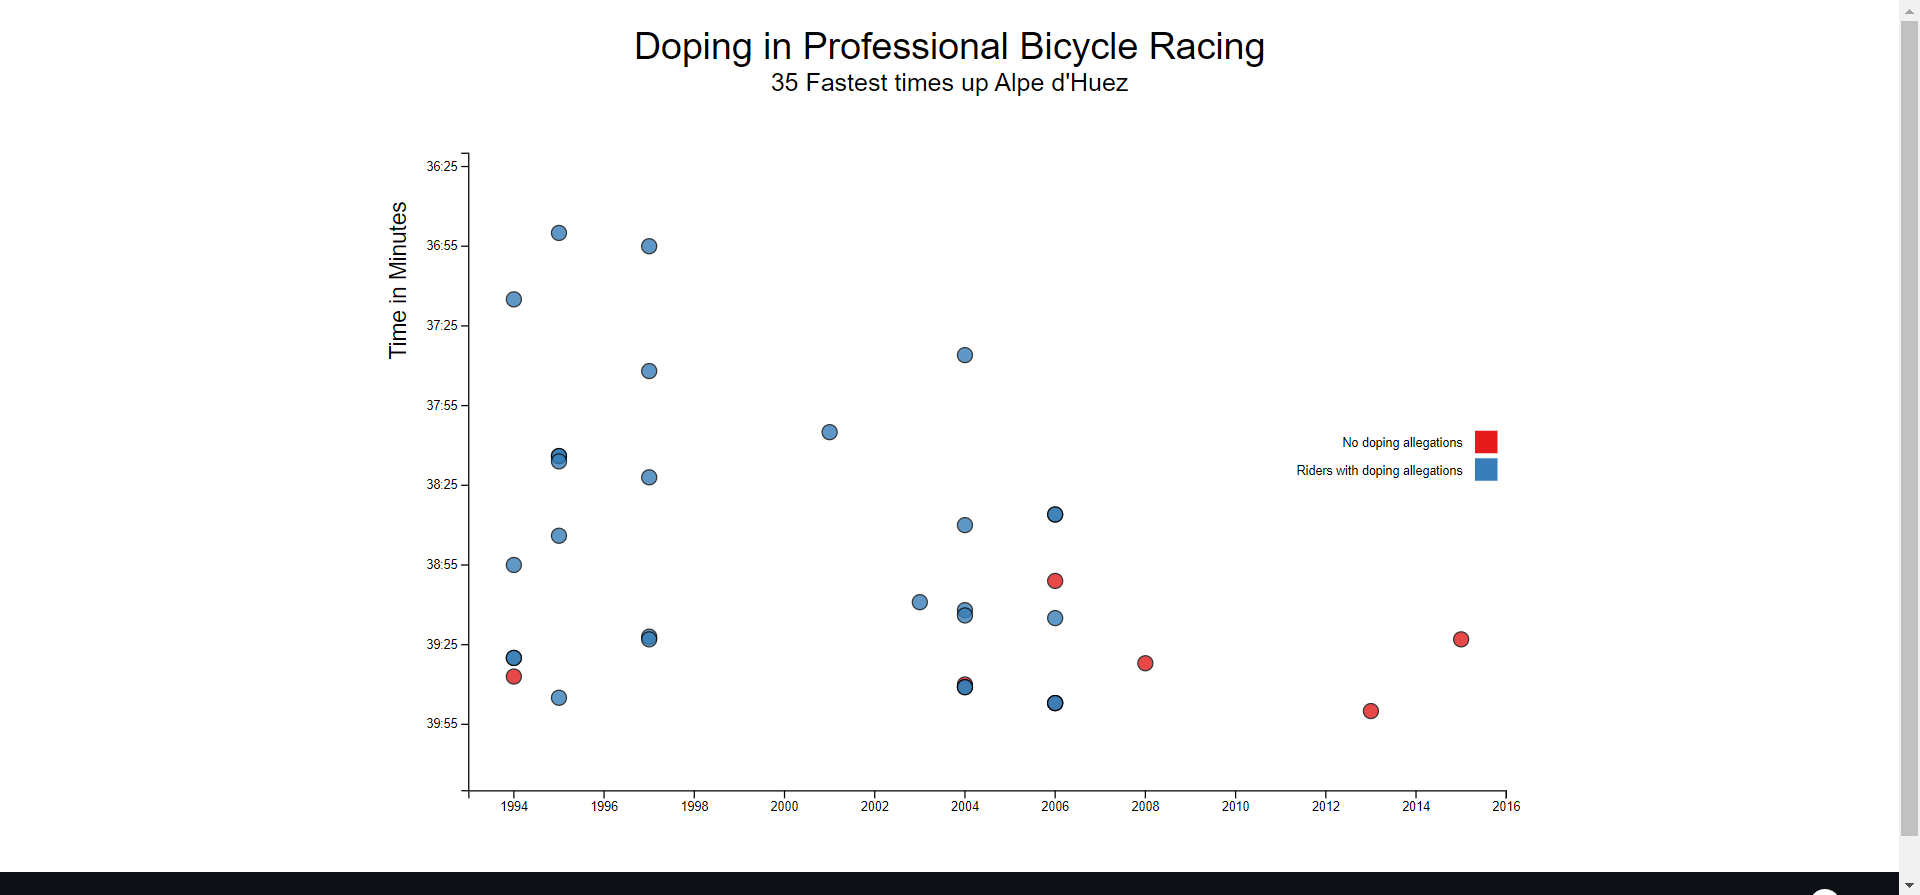 Doping in Professional Bicycle Racing
35 Fastest times up Alpe d'Huez
Time in Minutes
36:25
36:55
37:25
37:55
38:25
38:55
39:25
39:55
No doping allegations
Riders with doping allegations
1994 1996 1998 2000 2002 2004 2006 2008 2010 2012 2014 2016